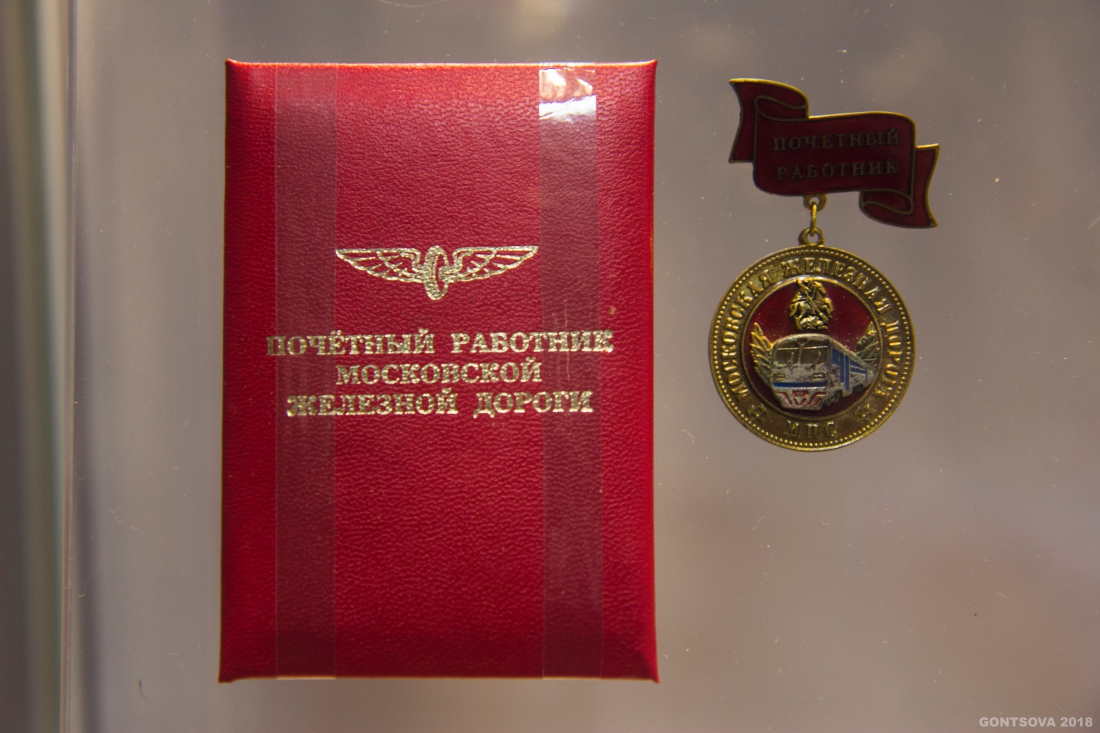 ПОЧЁТНЫЙ РАБОТНИК
МОСКОВСКОЙ
ЖЕЛЕЗНОЙ ДОРОГИ
ПОЧЕТНЫЙ
РАБОТНИК
МОСКОВСКАЯ ЖЕЛЕЗНАЯ ДОРОГА
МПС
GONTSOVA 2018